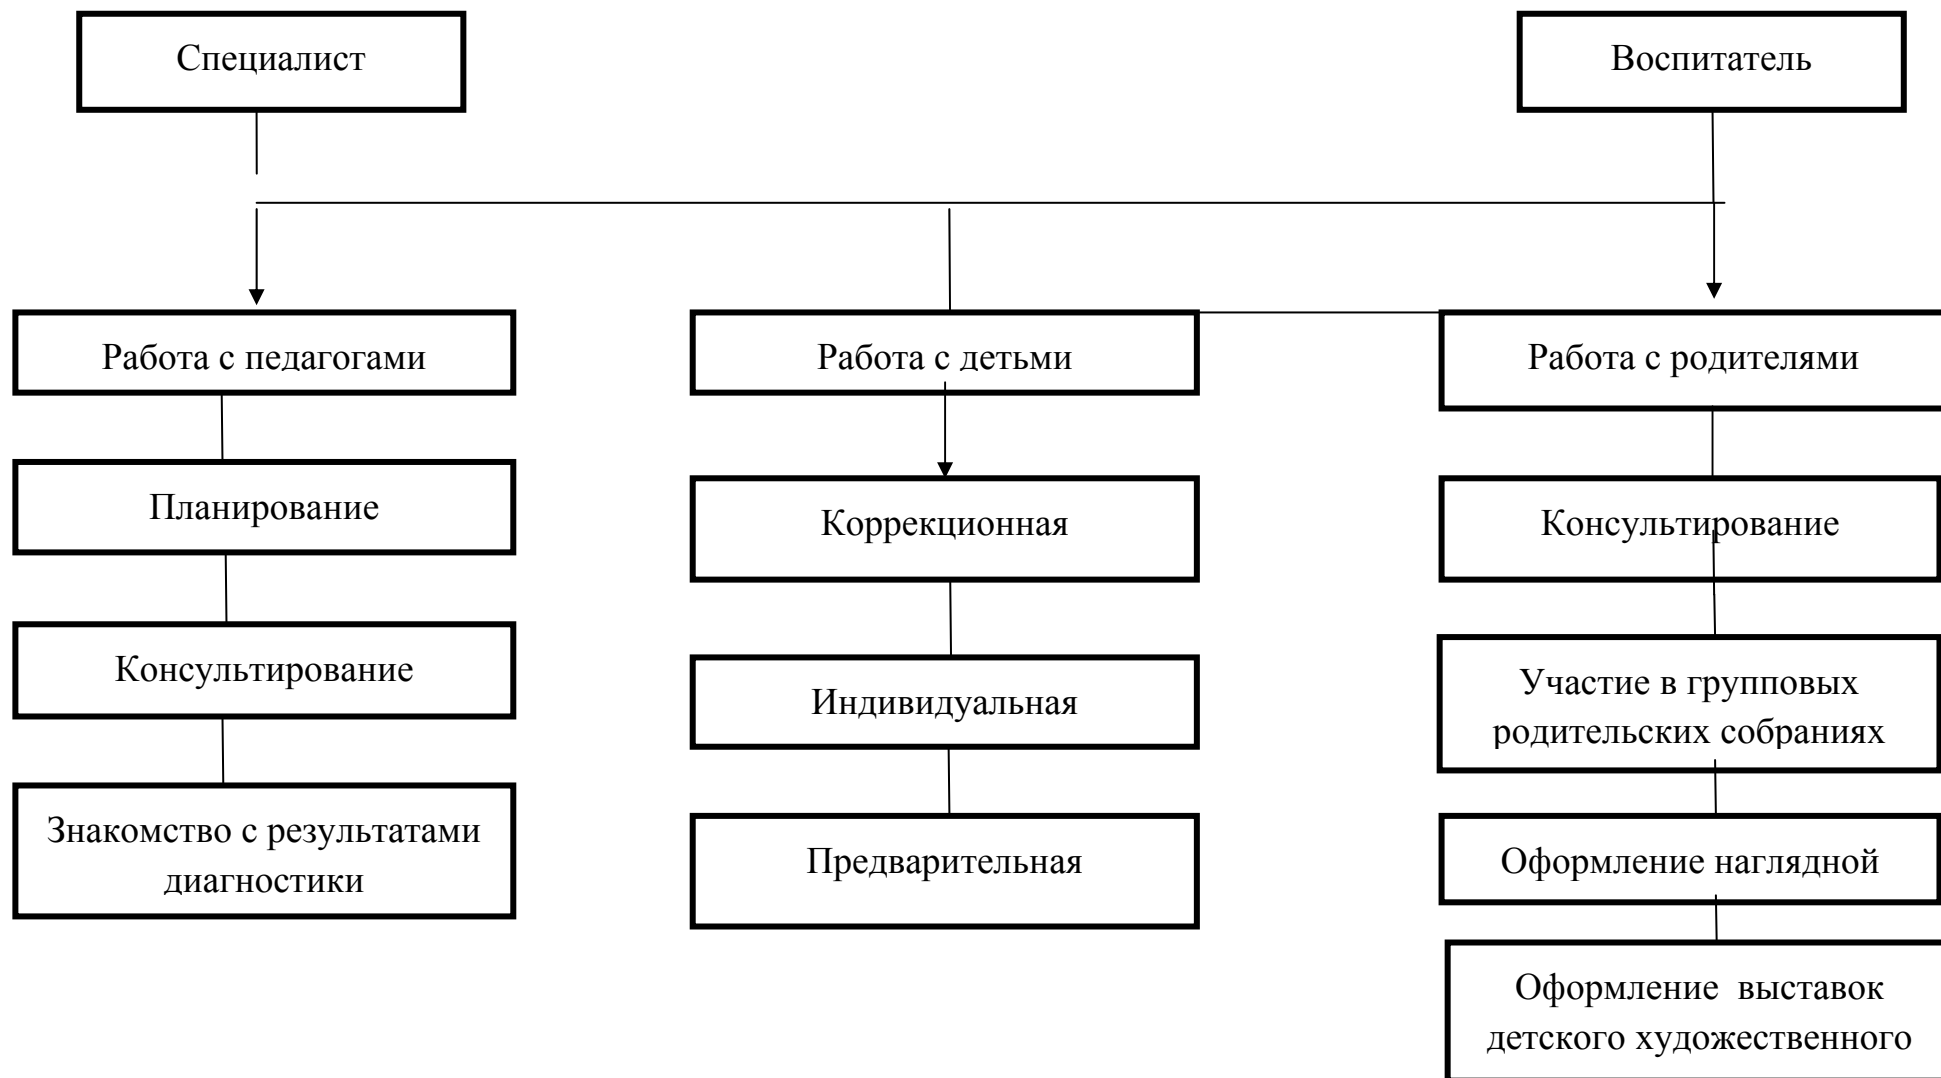 Специалист
Воспитатель
Работа с педагогами
Работа с детьми
Работа с родителями
Планирование
Коррекционная
Консультирование
Консультирование
Индивидуальная
Участие в групповых
родительских собраниях
Знакомство с результатами
диагностики
Предварительная
Оформление наглядной
Оформление выставок
детского художественного